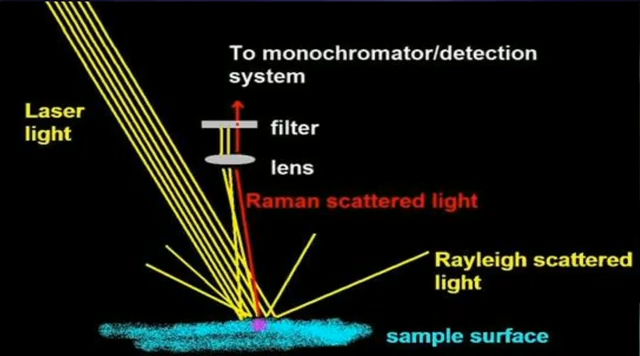 To monochromator/detection
system
Laser
light
filter
lens
Raman scattered light
Rayleigh scattered
light
sample surface